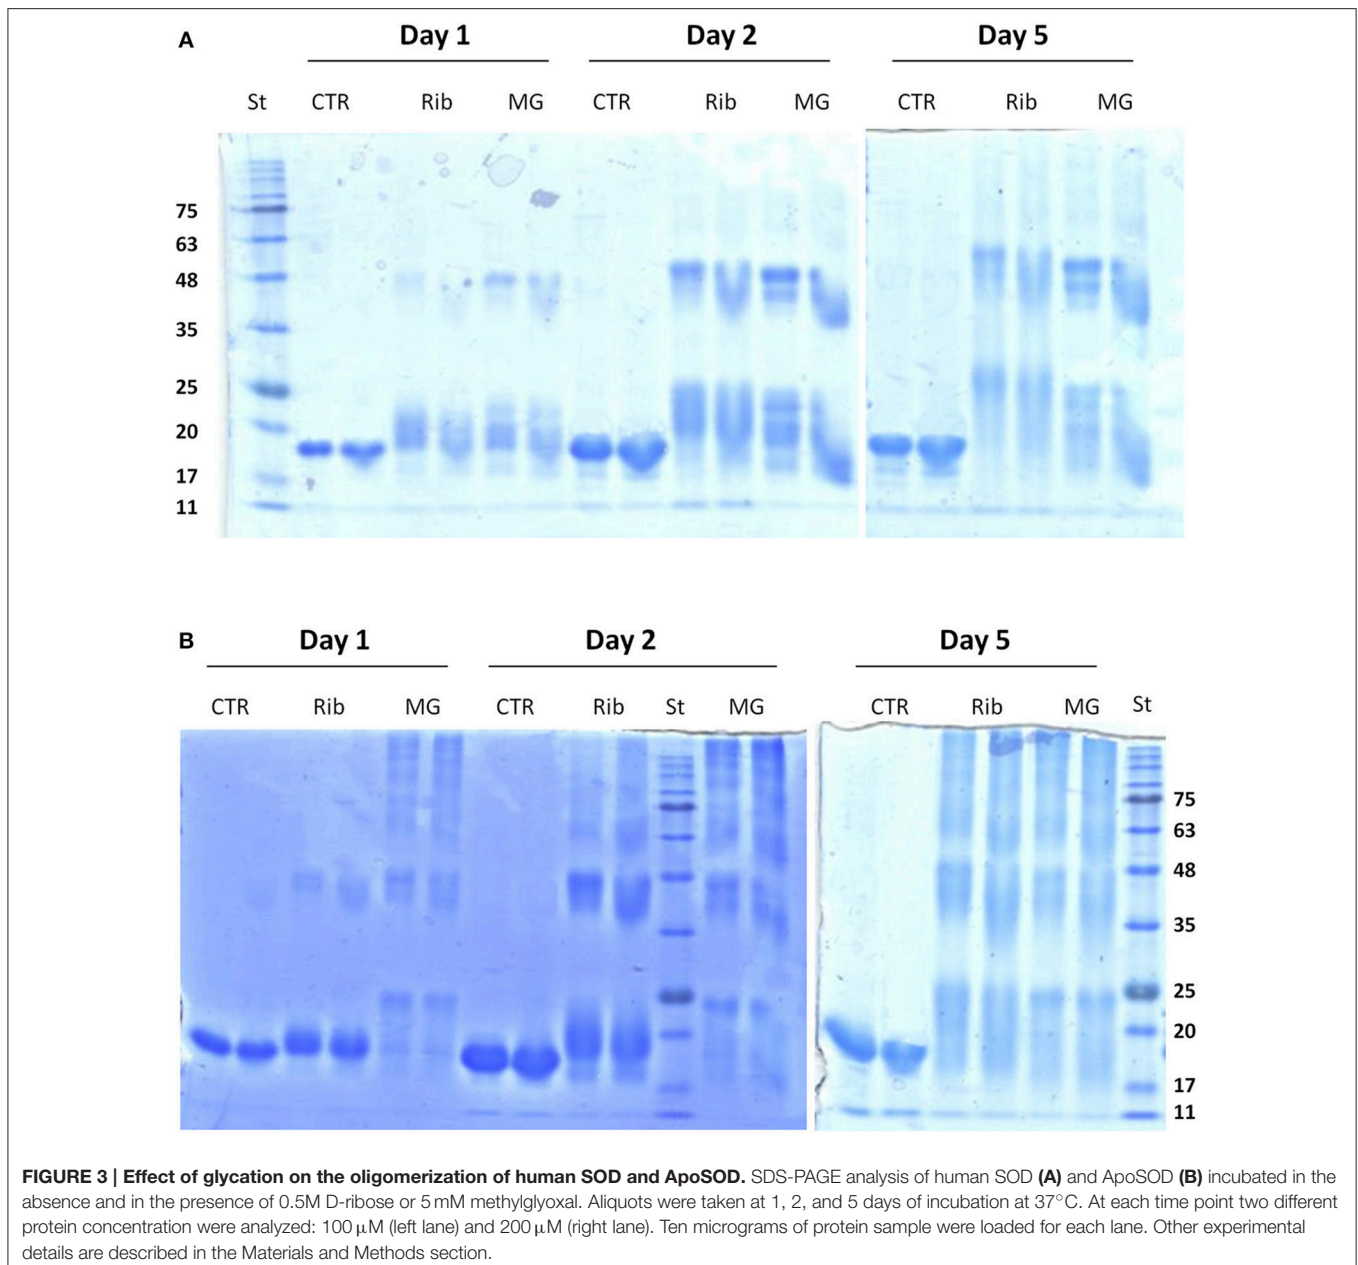 A
Day 1 Day 2 Day 5
St CTR Rib MG CTR Rib MG CTR Rib MG
75
63
48
35
25
20
17
11
B
Day 1 Day 2 Day 5
CTR Rib MG CTR Rib St MG CTR Rib MG St
75
63
48
35
25
20
17
11
FIGURE 3 | Effect of glycation on the oligomerization of human SOD and ApoSOD. SDS-PAGE analysis of human SOD (A) and ApoSOD (B) incubated in the
absence and in the presence of 0.5M D-ribose or 5 mM methylglyoxal. Aliquots were taken at 1, 2, and 5 days of incubation at 37°C. At each time point two different
protein concentration were analyzed: 100 μM (left lane) and 200 μM (right lane). Ten micrograms of protein sample were loaded for each lane. Other experimental
details are described in the Materials and Methods section.